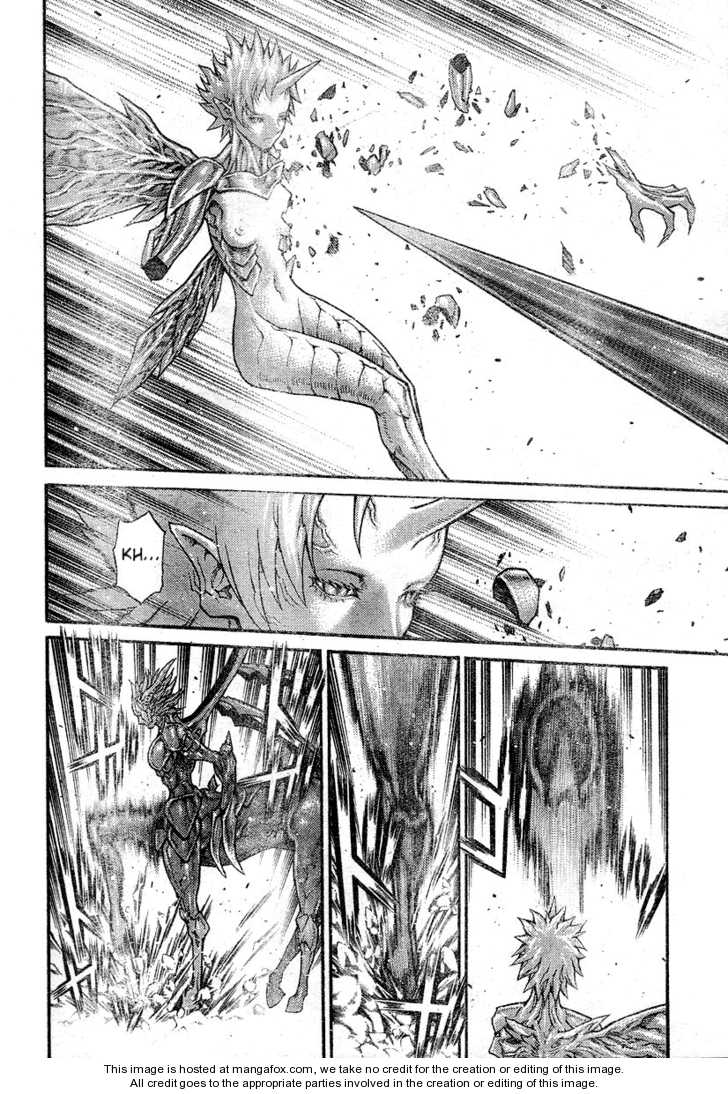 KH...
This image is hosted at mangafox.com, we take no credit for the creation or editing of this image.
All credit goes to the appropriate parties involved in the creation or editing of this image.